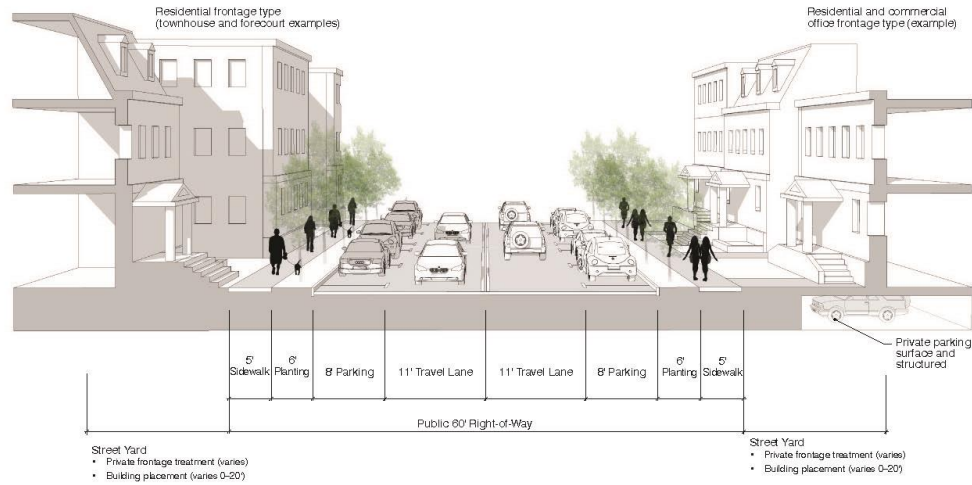 Residential frontage type
(townhouse and forecourt examples)
Residential and commercial
office frontage type (example)
Private parking
surface and
structured
5'
Sidewalk
6'
Planting
8' Parking
11' Travel Lane
11' Travel Lane
8' Parking
6'
Planting
5'
Sidewalk
Public 60' Right-of-Way
Street Yard
• Private frontage treatment (varies)
• Building placement (varies 0–20')
Street Yard
• Private frontage treatment (varies)
• Building placement (varies 0–20')